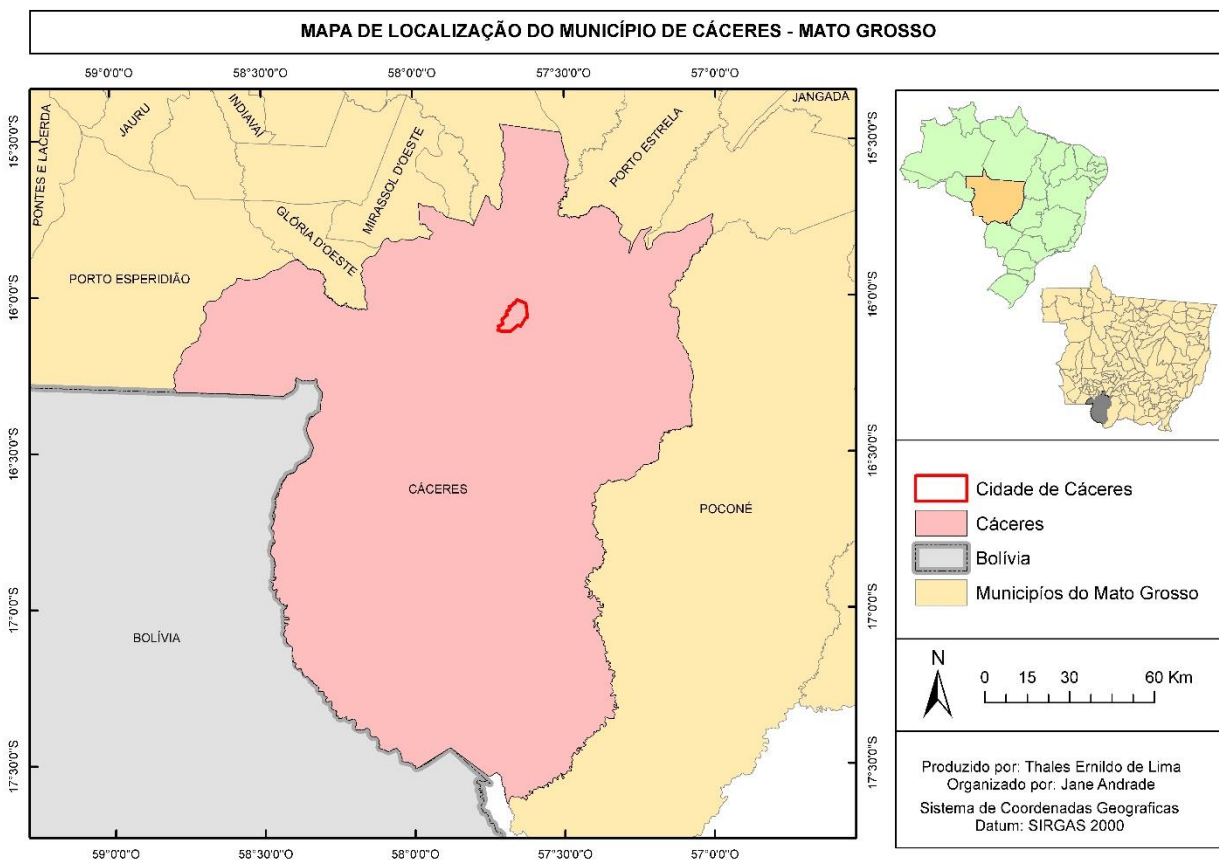 MAPA DE LOCALIZAÇÃO DO MUNICÍPIO DE CÁCERES - MATO GROSSO
59°0'0"O
58°30'0"O
58°0'0"O
57°30'0"O
57°0'0"O
15°30'0"S
16°0'0"S
16°30'0"S
17°0'0"S
17°30'0"S
PONTES E LACERDA
JAURU
INDIAVAÍ
MIRASSOL D'OESTE
GLÓRIA D'OESTE
PORTO ESTRELA
JANGADA
PORTO ESPERIDIÃO
CÁCERES
POCONÉ
BOLÍVIA
15°30'0"S
16°0'0"S
16°30'0"S
17°0'0"S
17°30'0"S
59°0'0"O
58°30'0"O
58°0'0"O
57°30'0"O
57°0'0"O
Cidade de Cáceres
Cáceres
Bolívia
Municipíos do Mato Grosso
N
0 15 30 60 Km
Produzido por: Thales Ernildo de Lima
Organizado por: Jane Andrade
Sistema de Coordenadas Geograficas
Datum: SIRGAS 2000